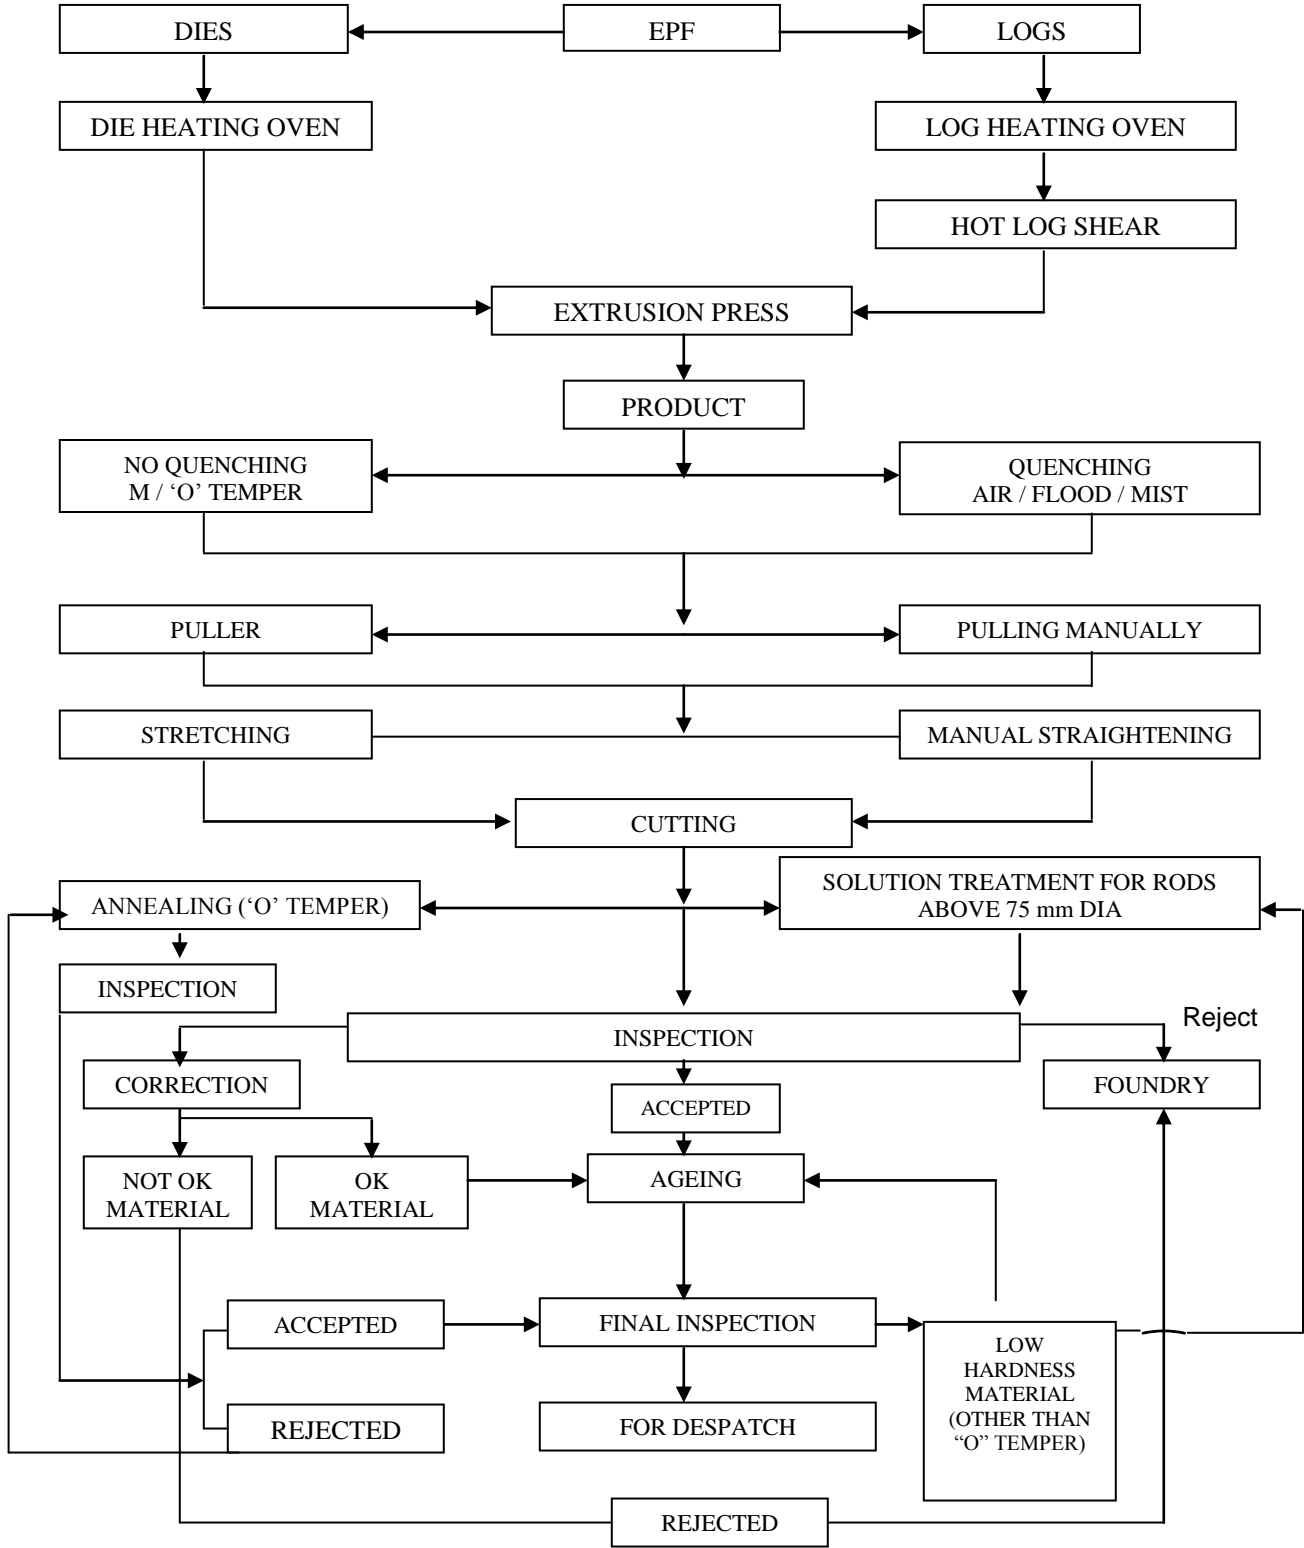 DIES
EPF
LOGS
DIE HEATING OVEN
LOG HEATING OVEN
HOT LOG SHEAR
EXTRUSION PRESS
PRODUCT
NO QUENCHING
M / ‘O’ TEMPER
QUENCHING
AIR / FLOOD / MIST
PULLER
PULLING MANUALLY
STRETCHING
MANUAL STRAIGHTENING
CUTTING
ANNEALING (‘O’ TEMPER)
SOLUTION TREATMENT FOR RODS
ABOVE 75 mm DIA
INSPECTION
INSPECTION
Reject
CORRECTION
ACCEPTED
FOUNDRY
NOT OK
MATERIAL
OK
MATERIAL
AGEING
ACCEPTED
FINAL INSPECTION
LOW
HARDNESS
MATERIAL
(OTHER THAN
“O” TEMPER)
REJECTED
FOR DESPATCH
REJECTED